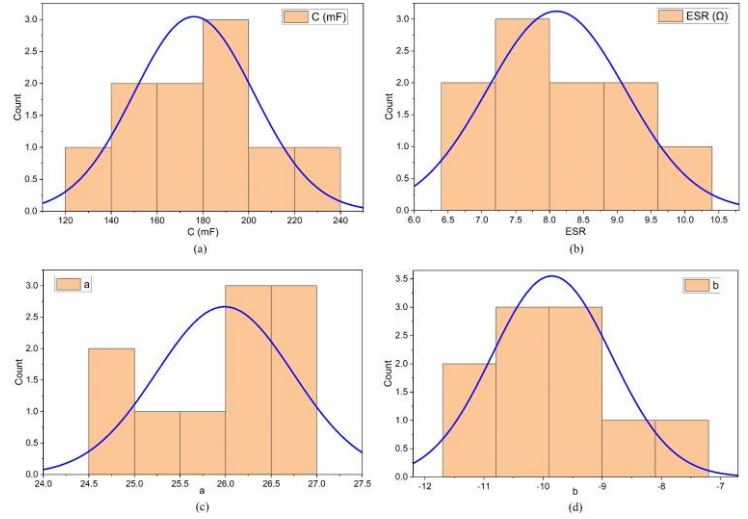 C (mF)
3.0
2.5
2.0
1.5
1.0
0.5
0.0
Count
120 140 160 180 200 220 240
C (mF)
(a)
ESR (Ω)
3.0
2.5
2.0
1.5
1.0
0.5
0.0
Count
6.0 6.5 7.0 7.5 8.0 8.5 9.0 9.5 10.0 10.5
ESR
(b)
a
3.0
2.5
2.0
1.5
1.0
0.5
0.0
Count
24.0 24.5 25.0 25.5 26.0 26.5 27.0 27.5
a
(c)
b
3.5
3.0
2.5
2.0
1.5
1.0
0.5
0.0
Count
-12 -11 -10 -9 -8 -7
b
(d)